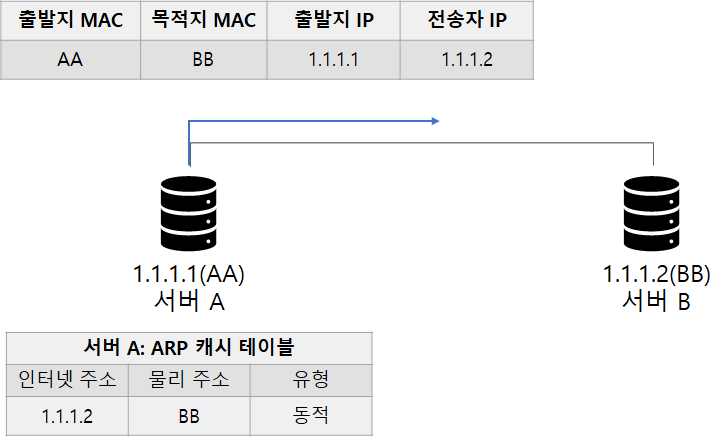 출발지 MAC 목적지 MAC 출발지 IP 전송자 IP
AA BB 1.1.1.1 1.1.1.2
1.1.1.1(AA) 1.1.1.2(BB)
서버 A 서버 B
서버 A: ARP 캐시 테이블
인터넷 주소 물리 주소 유형
1.1.1.2 BB 동적